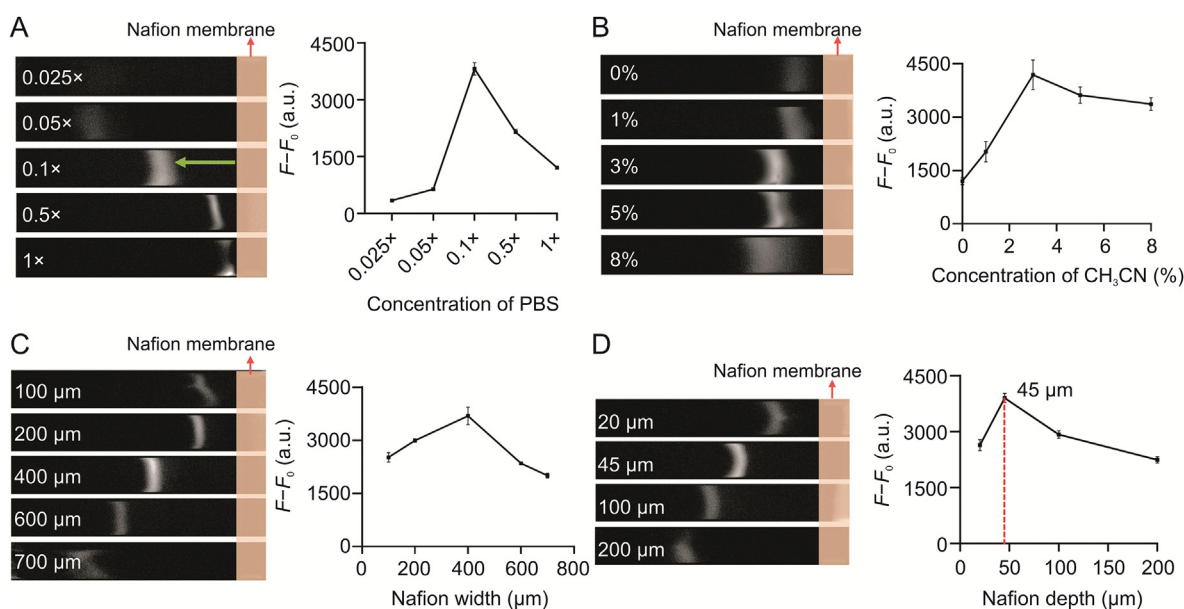 A
Nafion membrane
0.025×
0.05×
0.1×
0.5×
1×
4500
3000
1500
0
F−F0 (a.u.)
0.025×
0.05×
0.1×
0.5×
1×
Concentration of PBS
B
Nafion membrane
0%
1%
3%
5%
8%
4500
3000
1500
0
F−F0 (a.u.)
0 2 4 6 8
Concentration of CH3CN (%)
C
Nafion membrane
100 μm
200 μm
400 μm
600 μm
700 μm
4500
3000
1500
0
F−F0 (a.u.)
0 200 400 600 800
Nafion width (μm)
D
Nafion membrane
20 μm
45 μm
100 μm
200 μm
4500
3000
1500
0
F−F0 (a.u.)
45 μm
0 50 100 150 200
Nafion depth (μm)